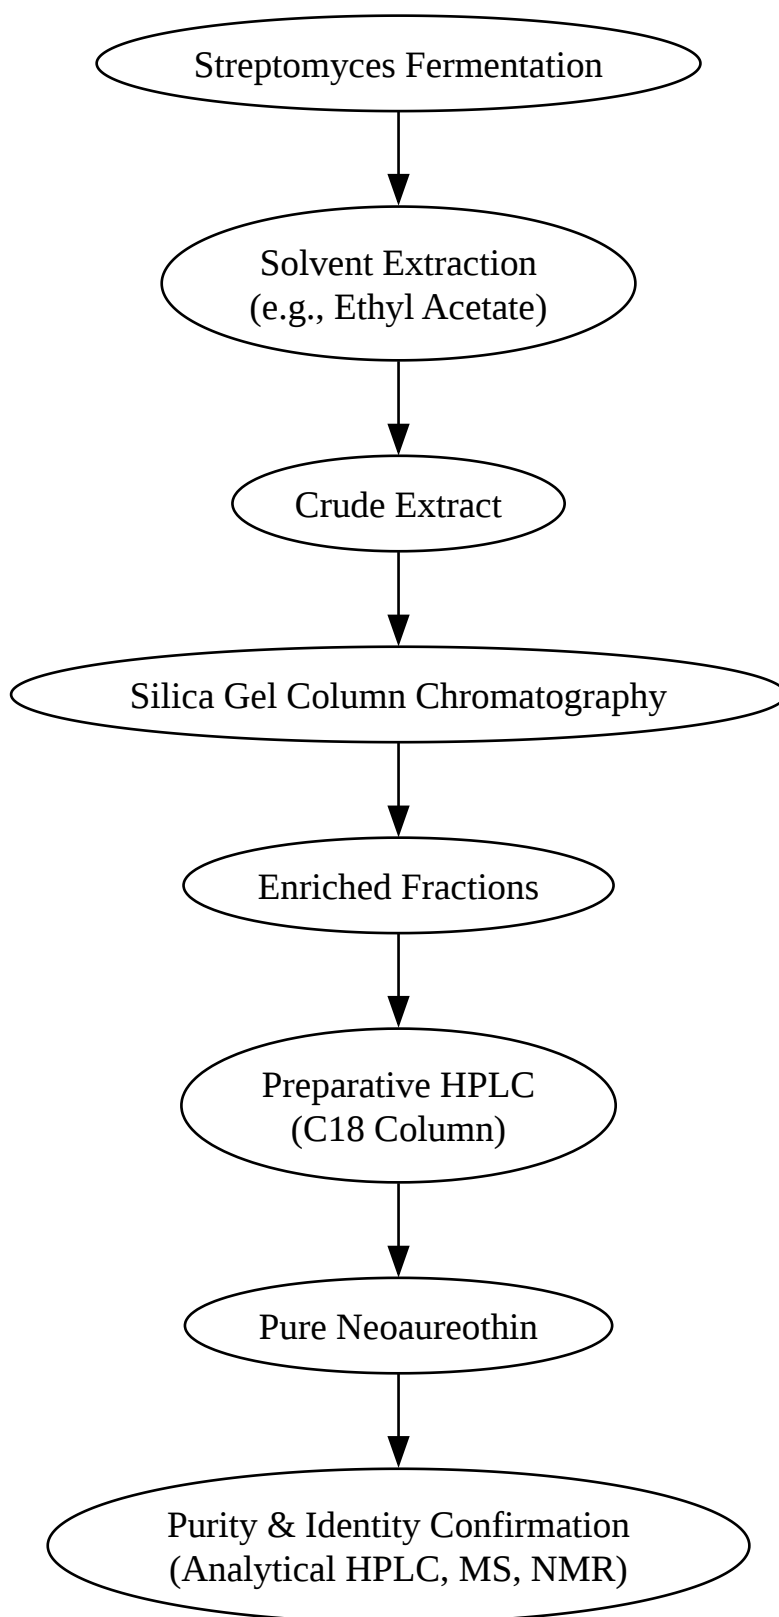 Streptomyces Fermentation
Solvent Extraction
(e.g., Ethyl Acetate)
Crude Extract
Silica Gel Column Chromatography
Enriched Fractions
Preparative HPLC
(C18 Column)
Pure Neoaureothin
Purity & Identity Confirmation
(Analytical HPLC, MS, NMR)